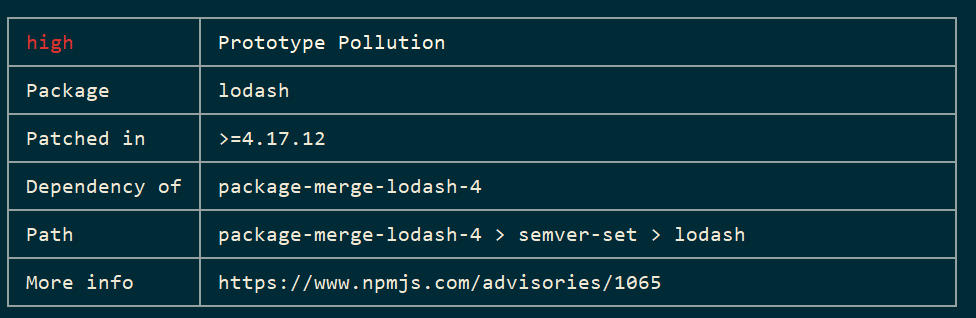 high Prototype Pollution
Package lodash
Patched in >=4.17.12
Dependency of package-merge-lodash-4
Path package-merge-lodash-4 > semver-set > lodash
More info https://www.npmjs.com/advisories/1065